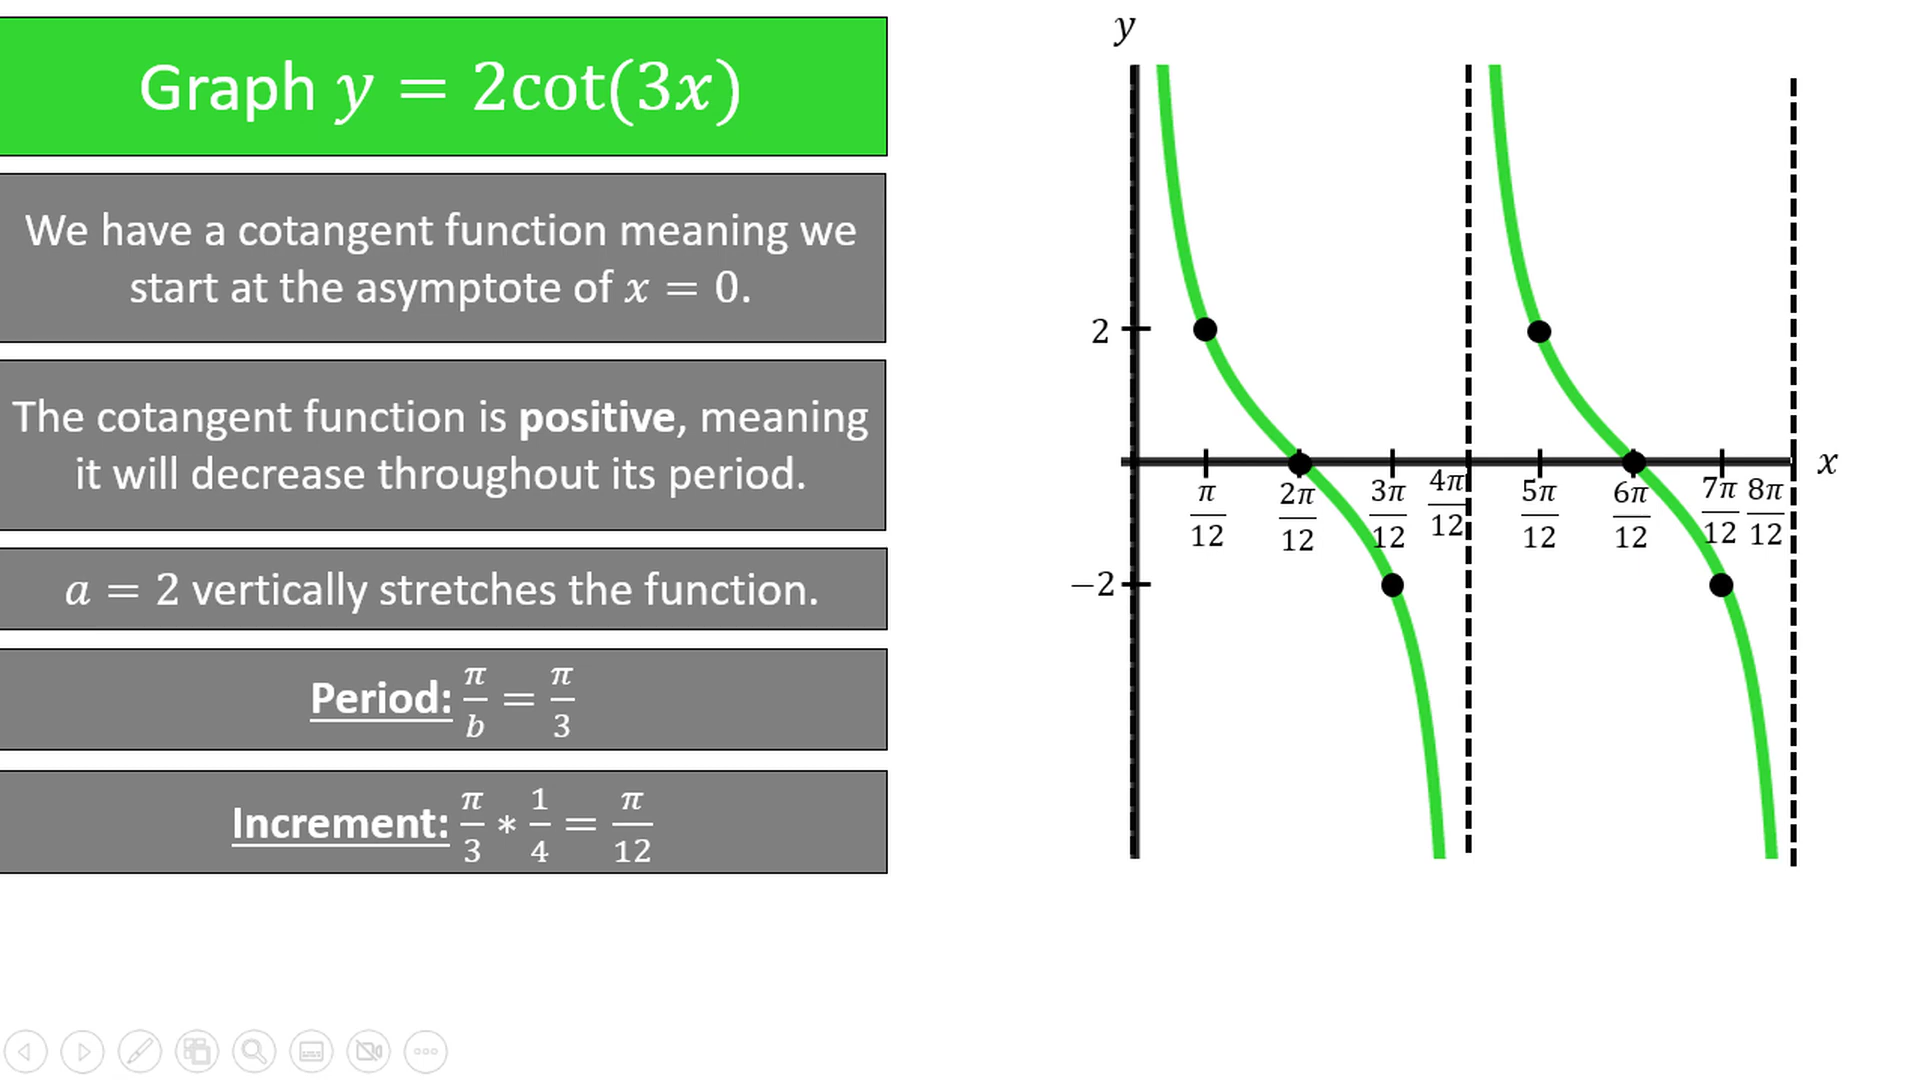 Graph y = 2cot(3x)
We have a cotangent function meaning we
start at the asymptote of x = 0.
The cotangent function is positive, meaning
it will decrease throughout its period.
a = 2 vertically stretches the function.
Period: π/b = π/3
Increment: π/3 * 1/4 = π/12
y
2
x
π/12 2π/12 3π/12 4π/12 5π/12 6π/12 7π/12 8π/12
−2